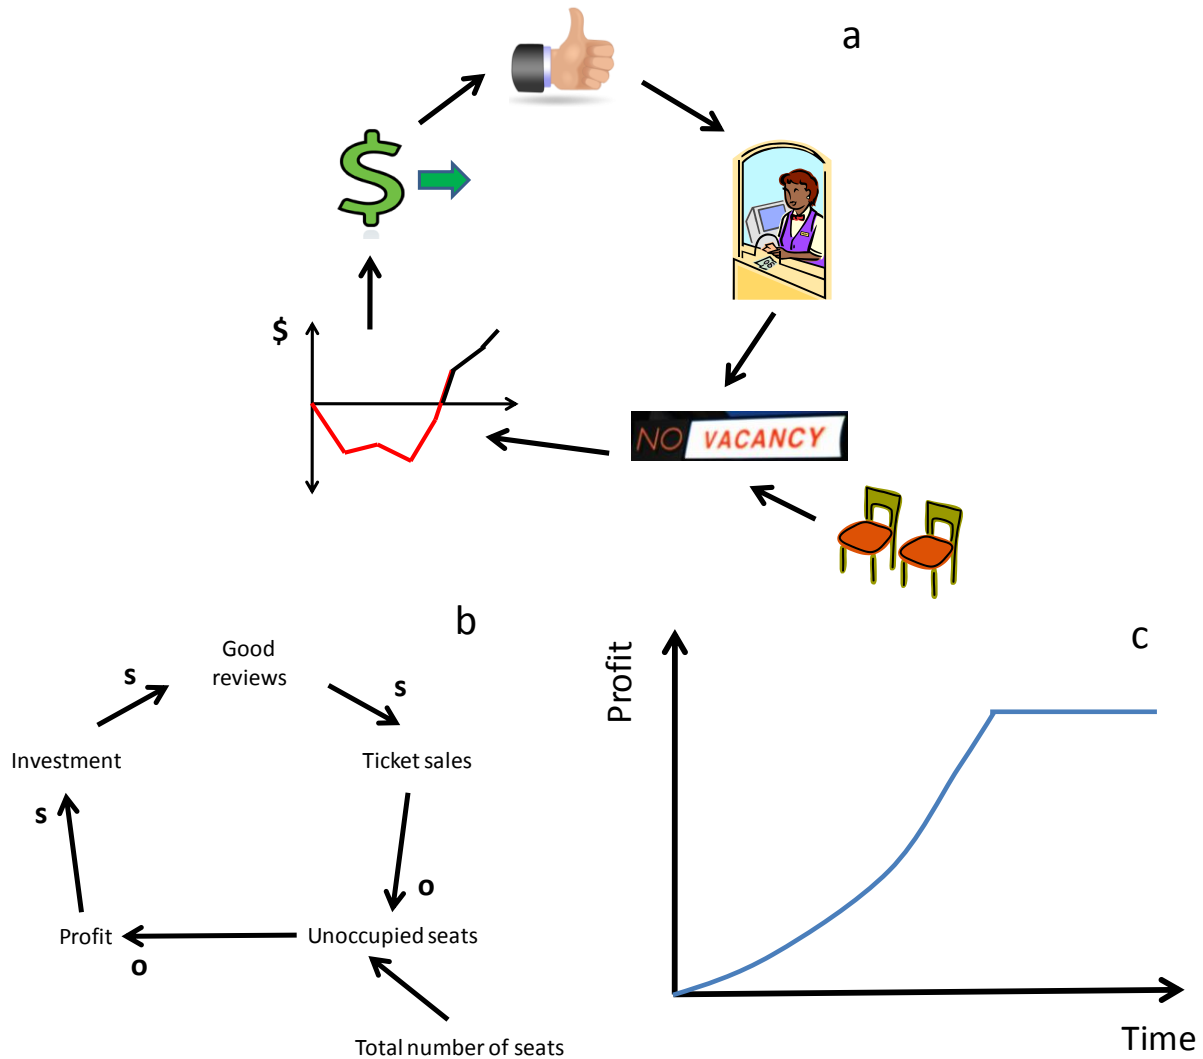 a
$
$
NO VACANCY
b
c
Good
reviews
s
s
Investment
Ticket sales
s
o
Profit
Unoccupied seats
o
Total number of seats
Profit
Time